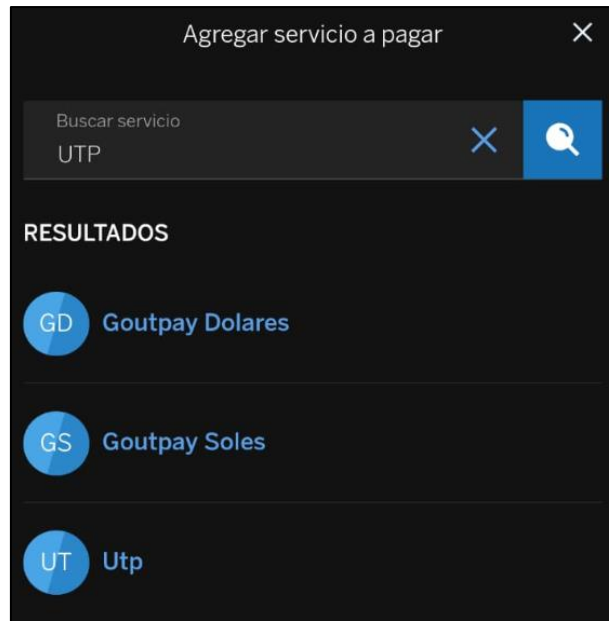 Agregar servicio a pagar
Buscar servicio
UTP
RESULTADOS
GD Goutpay Dolares
GS Goutpay Soles
UT Utp